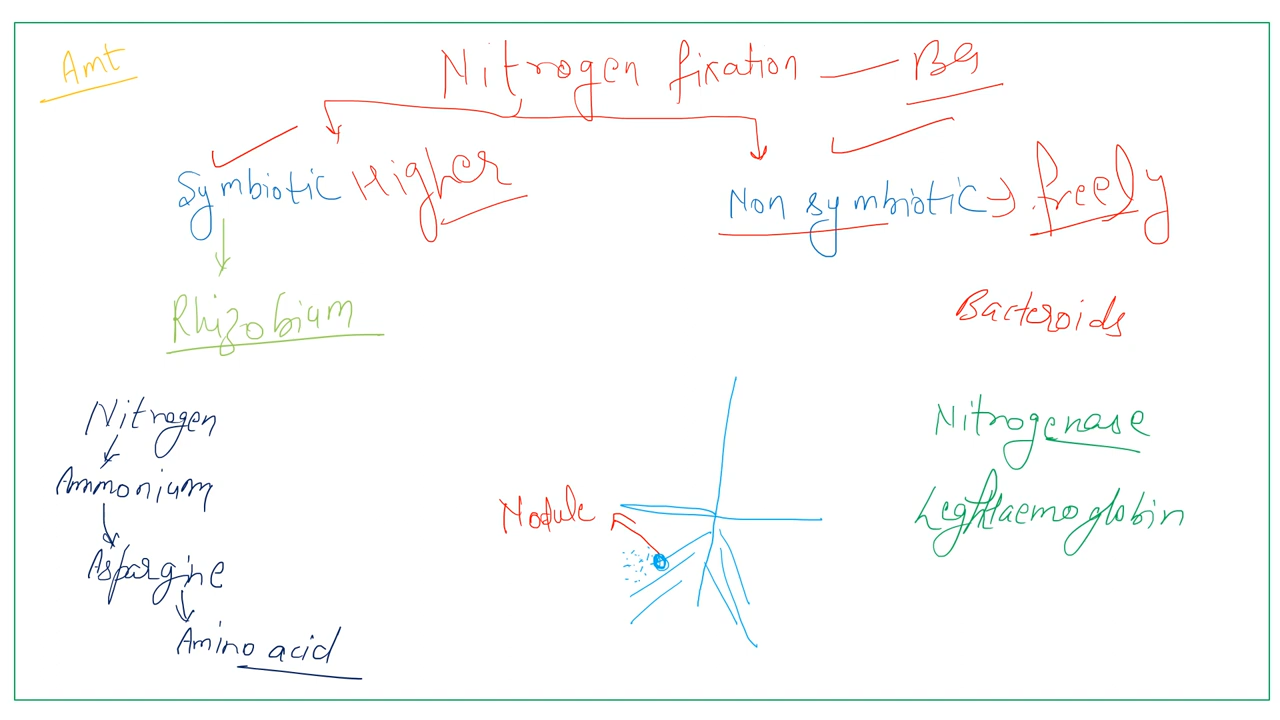 Amt
Nitrogen fixation — BG
Symbiotic Higher
Non symbiotic → freely
Rhizobium
Bacteroids
Nitrogen
Ammonium
Aspargine
Amino acid
Nodule
Nitrogenase
LegHaemoglobin